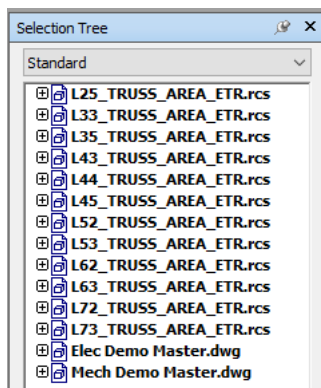 Selection Tree
Standard
L25_TRUSS_AREA_ETR.rcs
L33_TRUSS_AREA_ETR.rcs
L35_TRUSS_AREA_ETR.rcs
L43_TRUSS_AREA_ETR.rcs
L44_TRUSS_AREA_ETR.rcs
L45_TRUSS_AREA_ETR.rcs
L52_TRUSS_AREA_ETR.rcs
L53_TRUSS_AREA_ETR.rcs
L62_TRUSS_AREA_ETR.rcs
L63_TRUSS_AREA_ETR.rcs
L72_TRUSS_AREA_ETR.rcs
L73_TRUSS_AREA_ETR.rcs
Elec Demo Master.dwg
Mech Demo Master.dwg